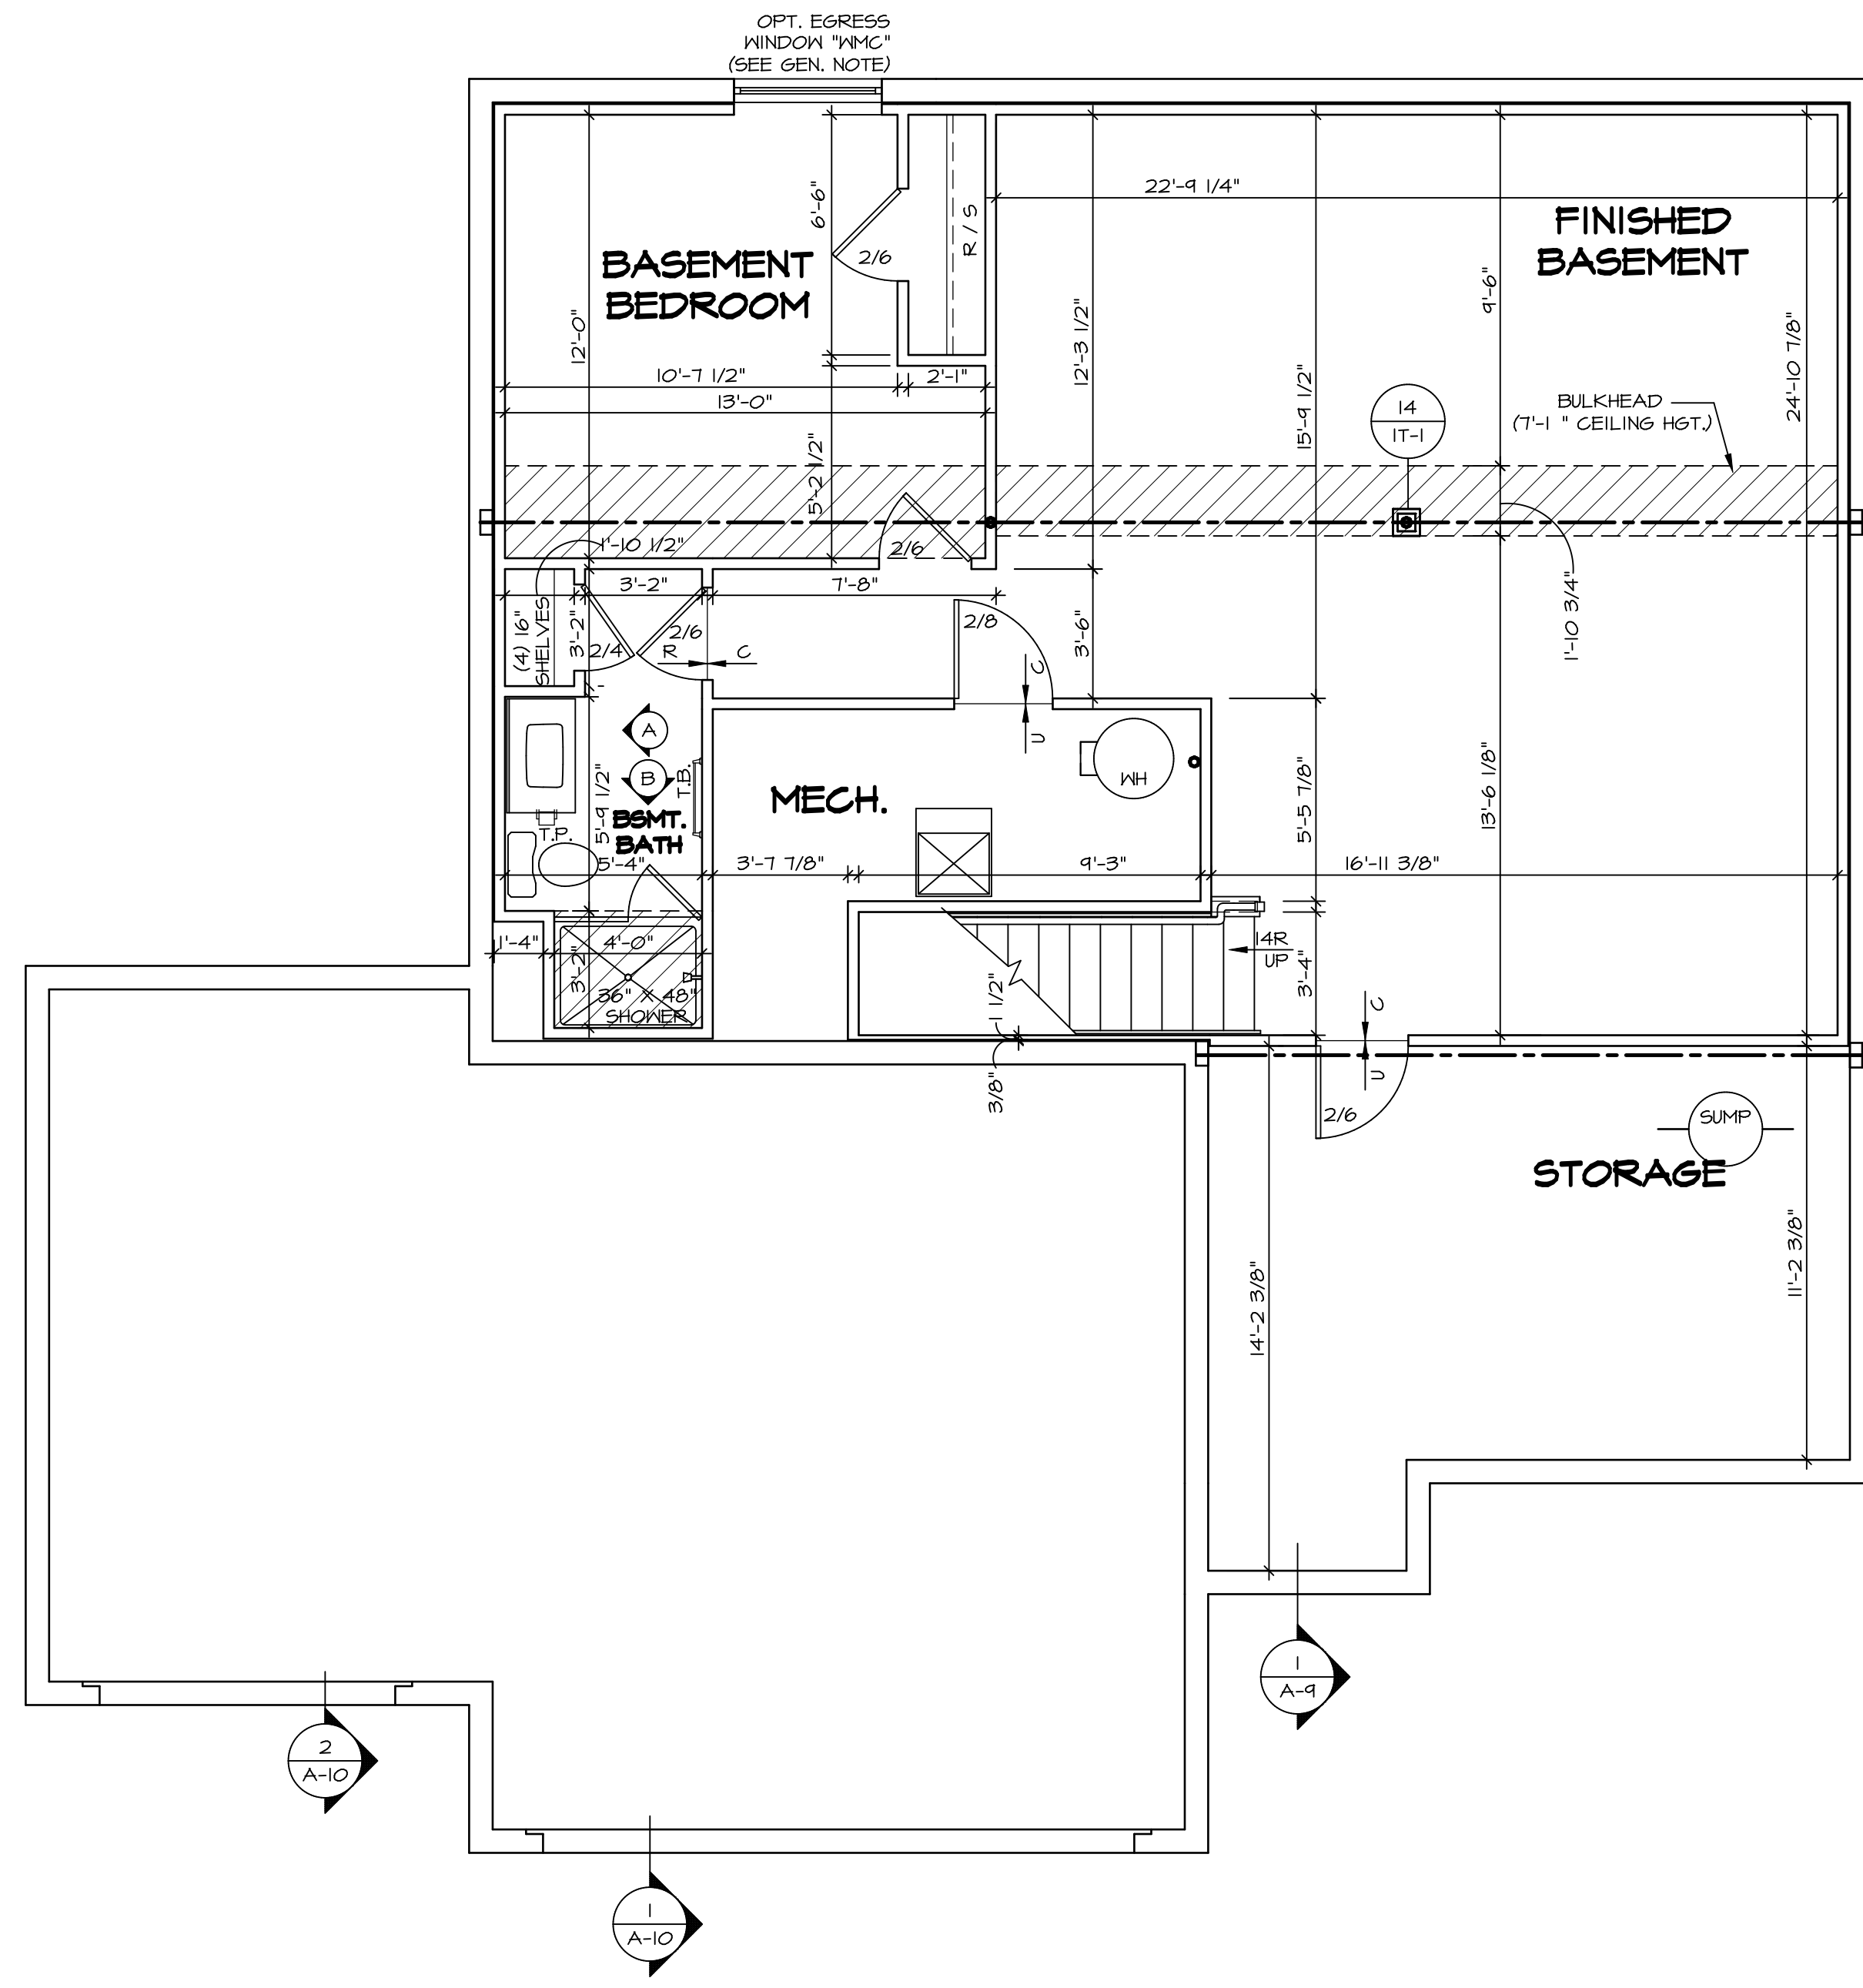 OPT. EGRESS
WINDOW "WMC"
(SEE GEN. NOTE)
22'-9 1/4"
6'-6"
R / S
FINISHED
BASEMENT
BASEMENT
BEDROOM
2/6
9'-6"
12'-0"
12'-3 1/2"
24'-10 7/8"
10'-7 1/2"
2'-1"
13'-0"
15'-9 1/2"
14
1T-1
BULKHEAD
(7'-1 " CEILING HGT.)
5'-2 1/2"
1'-10 1/2"
2/6
3'-2"
7'-8"
(4) 16"
SHELVES
3'-2"
2/4
2/6
R
C
2/8
3'-6"
1'-10 3/4"
C
U
A
B
T.B.
5'-9 1/2"
BSMT.
BATH
T.P.
MECH.
WH
5'-5 7/8"
13'-6 1/8"
5'-4"
3'-7 7/8"
9'-3"
16'-11 3/8"
1'-4"
4'-0"
3'-2"
36" X 48"
SHOWER
14R
UP
3'-4"
1 1/2"
3/8"
C
U
2/6
SUMP
STORAGE
14'-2 3/8"
11'-2 3/8"
1
A-9
2
A-10
1
A-10